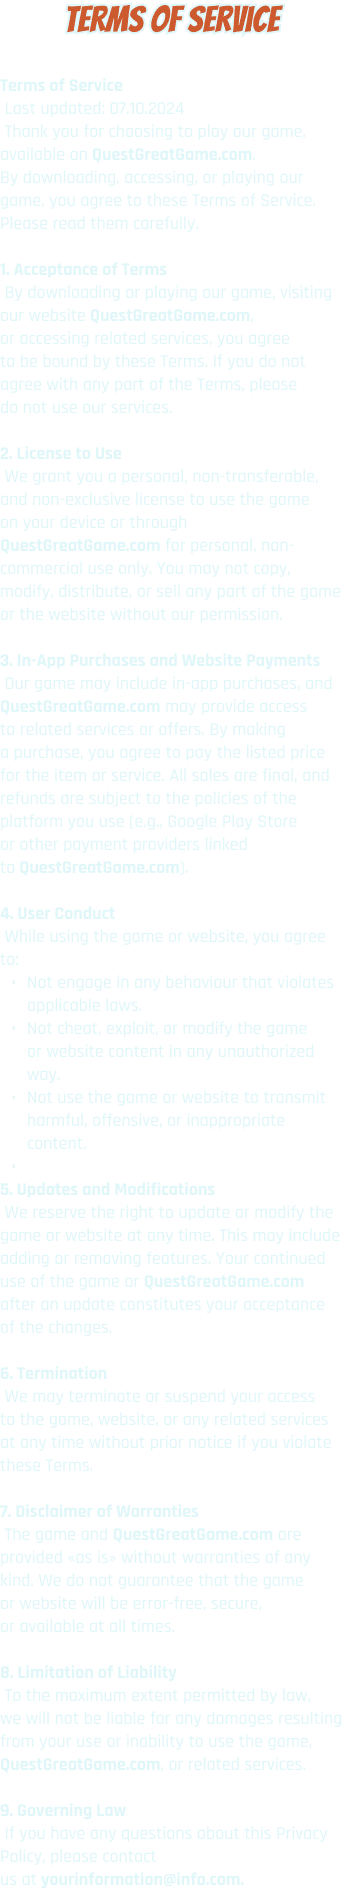 TERMS OF SERVICE
Terms of Service
Last updated: 07.10.2024
Thank you for choosing to play our game,
available on QuestGreatGame.com.
By downloading, accessing, or playing our
game, you agree to these Terms of Service.
Please read them carefully.
1. Acceptance of Terms
By downloading or playing our game, visiting
our website QuestGreatGame.com,
or accessing related services, you agree
to be bound by these Terms. If you do not
agree with any part of the Terms, please
do not use our services.
2. License to Use
We grant you a personal, non-transferable,
and non-exclusive license to use the game
on your device or through
QuestGreatGame.com for personal, non-
commercial use only. You may not copy,
modify, distribute, or sell any part of the game
or the website without our permission.
3. In-App Purchases and Website Payments
Our game may include in-app purchases, and
QuestGreatGame.com may provide access
to related services or offers. By making
a purchase, you agree to pay the listed price
for the item or service. All sales are final, and
refunds are subject to the policies of the
platform you use (e.g., Google Play Store
or other payment providers linked
to QuestGreatGame.com).
4. User Conduct
While using the game or website, you agree
to:
• Not engage in any behaviour that violates
applicable laws.
• Not cheat, exploit, or modify the game
or website content in any unauthorized
way.
• Not use the game or website to transmit
harmful, offensive, or inappropriate
content.
•
5. Updates and Modifications
We reserve the right to update or modify the
game or website at any time. This may include
adding or removing features. Your continued
use of the game or QuestGreatGame.com
after an update constitutes your acceptance
of the changes.
6. Termination
We may terminate or suspend your access
to the game, website, or any related services
at any time without prior notice if you violate
these Terms.
7. Disclaimer of Warranties
The game and QuestGreatGame.com are
provided «as is» without warranties of any
kind. We do not guarantee that the game
or website will be error-free, secure,
or available at all times.
8. Limitation of Liability
To the maximum extent permitted by law,
we will not be liable for any damages resulting
from your use or inability to use the game,
QuestGreatGame.com, or related services.
9. Governing Law
If you have any questions about this Privacy
Policy, please contact
us at yourinformation@info.com.